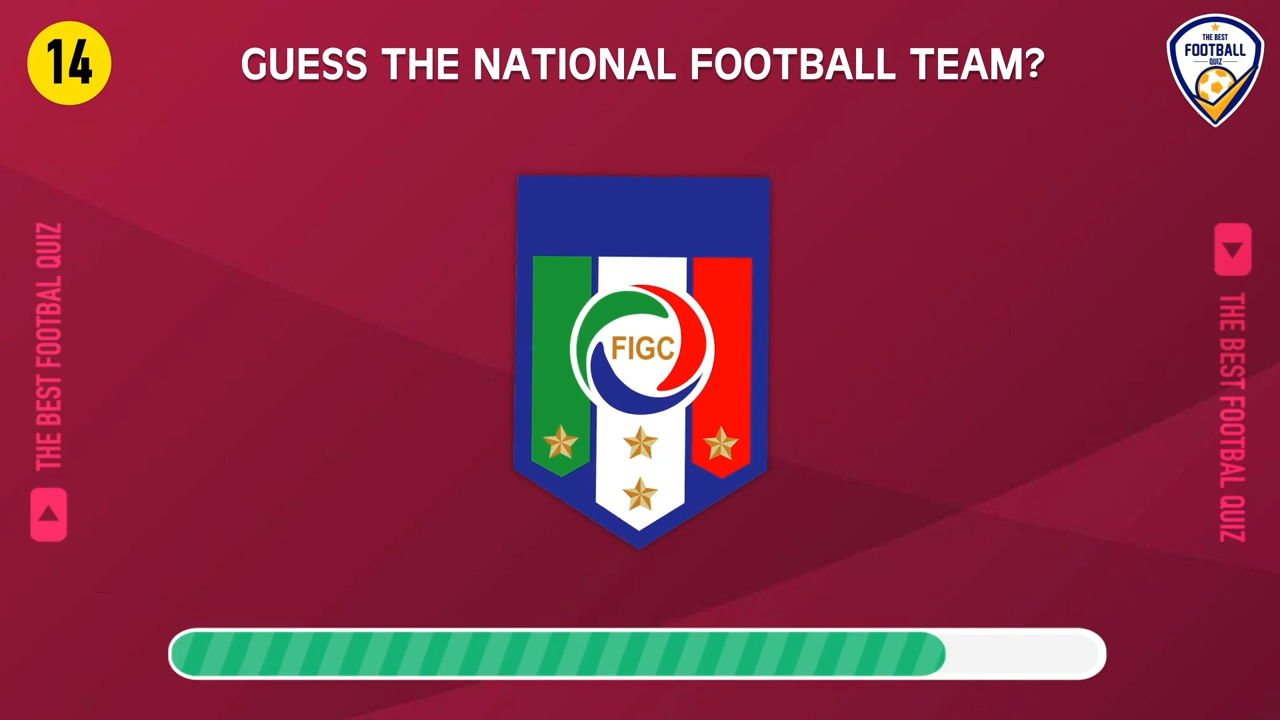 14
GUESS THE NATIONAL FOOTBALL TEAM?
THE BEST
FOOTBALL
QUIZ
THE BEST FOOTBAL QUIZ
FIGC
THE BEST FOOTBAL QUIZ